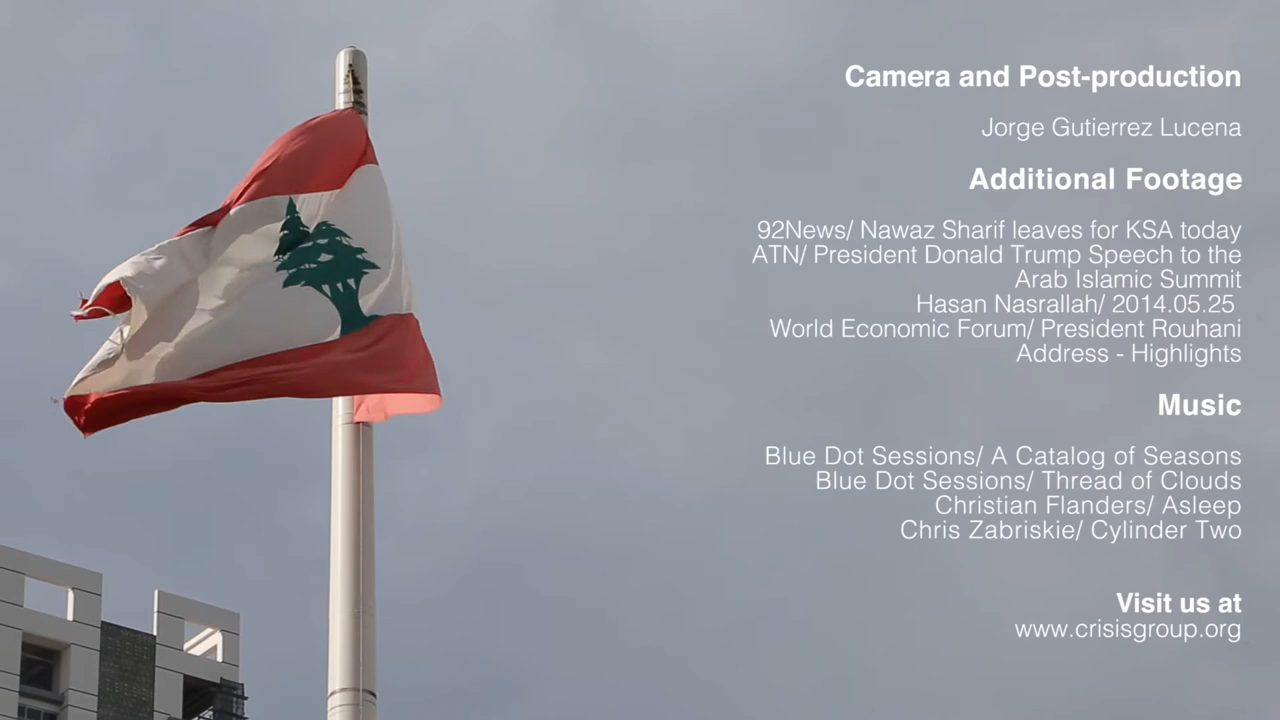 Camera and Post-production
Jorge Gutierrez Lucena
Additional Footage
92News/ Nawaz Sharif leaves for KSA today
ATN/ President Donald Trump Speech to the
Arab Islamic Summit
Hasan Nasrallah/ 2014.05.25
World Economic Forum/ President Rouhani
Address - Highlights
Music
Blue Dot Sessions/ A Catalog of Seasons
Blue Dot Sessions/ Thread of Clouds
Christian Flanders/ Asleep
Chris Zabriskie/ Cylinder Two
Visit us at
www.crisisgroup.org